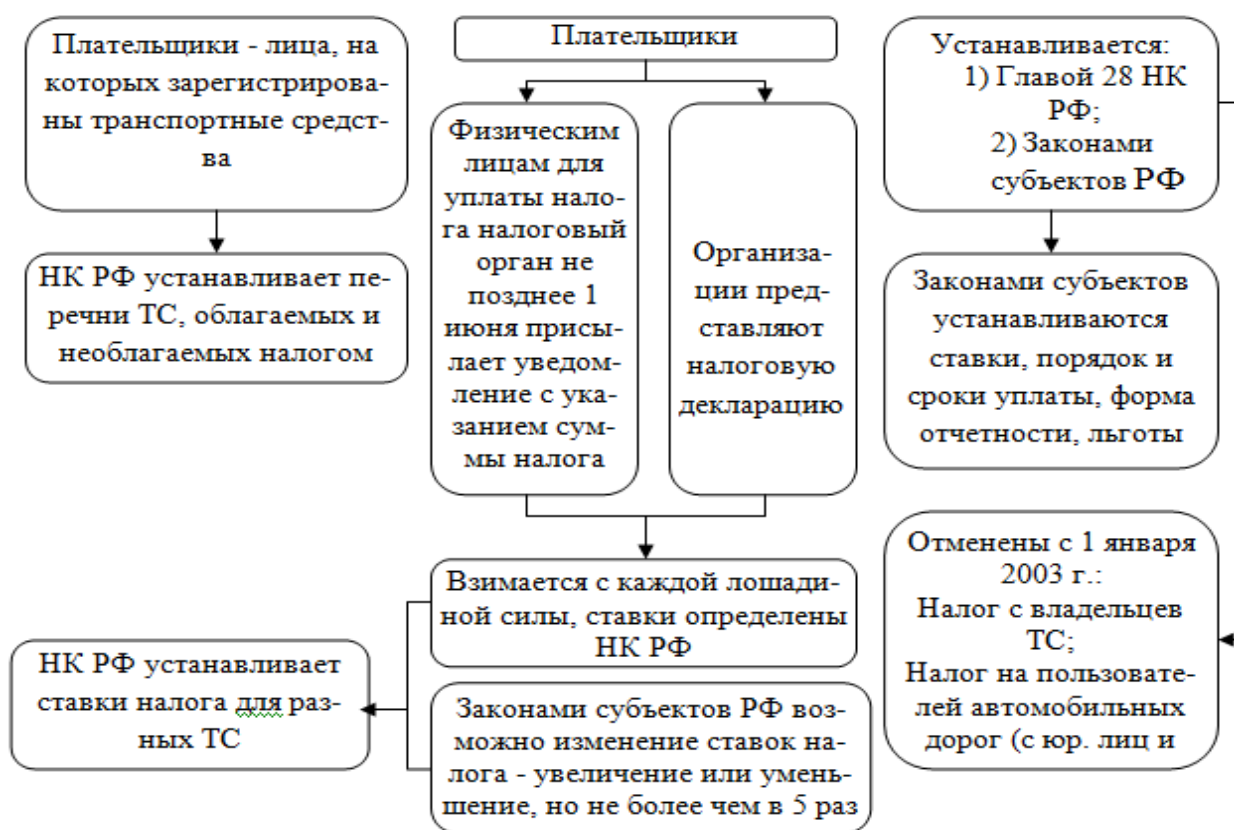 Плательщики - лица, на
которых зарегистрирова-
ны транспортные средст-
ва
НК РФ устанавливает пе-
речни ТС, облагаемых и
необлагаемых налогом
Плательщики
Физическим
лицам для
уплаты нало-
га налоговый
орган не
позднее 1
июня присы-
лает уведом-
ление с ука-
занием сум-
мы налога
Организа-
ции пред-
ставляют
налоговую
декларацию
Взимается с каждой лошади-
ной силы, ставки определены
НК РФ
Законами субъектов РФ воз-
можно изменение ставок на-
лога - увеличение или умень-
шение, но не более чем в 5 раз
НК РФ устанавливает
ставки налога для раз-
ных ТС
Устанавливается:
1) Главой 28 НК
РФ;
2) Законами
субъектов РФ
Законами субъектов
устанавливаются
ставки, порядок и
сроки уплаты, форма
отчетности, льготы
Отменены с 1 января
2003 г.:
Налог с владельцев
ТС;
Налог на пользовате-
лей автомобильных
дорог (с юр. лиц и